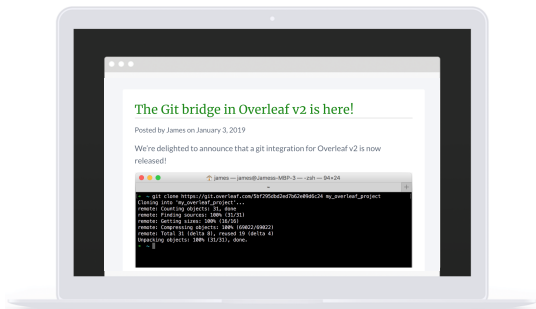 The Git bridge in Overleaf v2 is here!
Posted by James on January 3, 2019
We're delighted to announce that a git integration for Overleaf v2 is now
released!
james — james@Jamess-MBP-3 — -zsh — 94×24
~ git clone https://git.overleaf.com/5bf295dbd2ed7b62e09d6c24 my_overleaf_project
Cloning into 'my_overleaf_project'...
remote: Counting objects: 31, done
remote: Finding sources: 100% (31/31)
remote: Getting sizes: 100% (16/16)
remote: Compressing objects: 100% (69022/69022)
remote: Total 31 (delta 8), reused 19 (delta 4)
Unpacking objects: 100% (31/31), done.
~